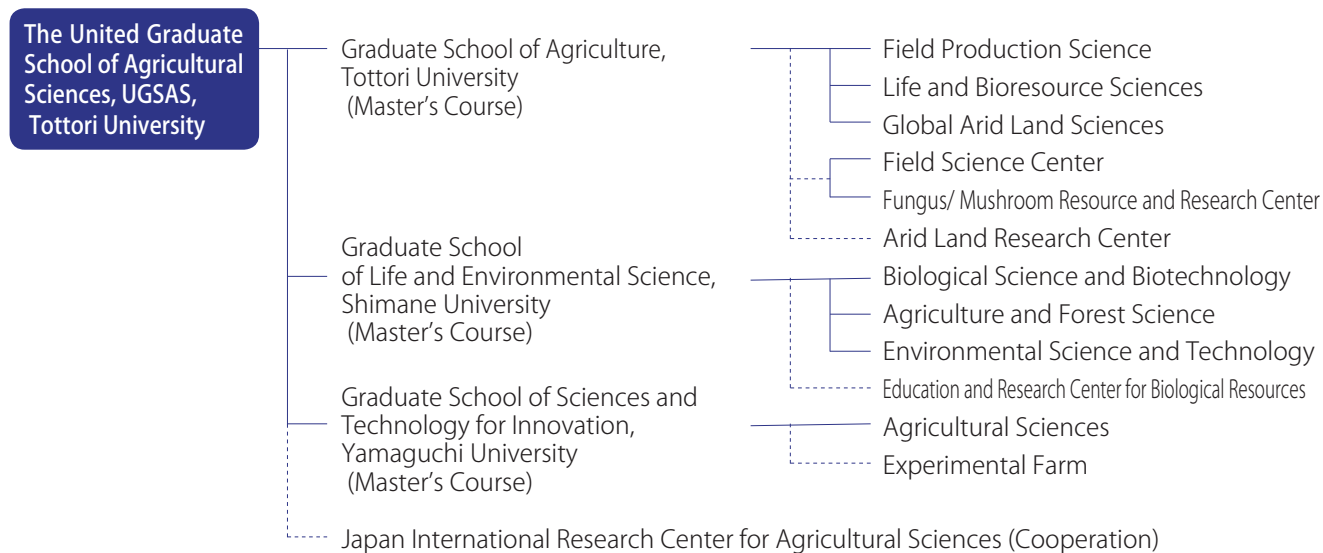 The United Graduate
School of Agricultural
Sciences, UGSAS,
Tottori University
Graduate School of Agriculture,
Tottori University
(Master's Course)
Field Production Science
Life and Bioresource Sciences
Global Arid Land Sciences
Field Science Center
Fungus/ Mushroom Resource and Research Center
Arid Land Research Center
Graduate School
of Life and Environmental Science,
Shimane University
(Master's Course)
Biological Science and Biotechnology
Agriculture and Forest Science
Environmental Science and Technology
Education and Research Center for Biological Resources
Graduate School of Sciences and
Technology for Innovation,
Yamaguchi University
(Master's Course)
Agricultural Sciences
Experimental Farm
Japan International Research Center for Agricultural Sciences (Cooperation)